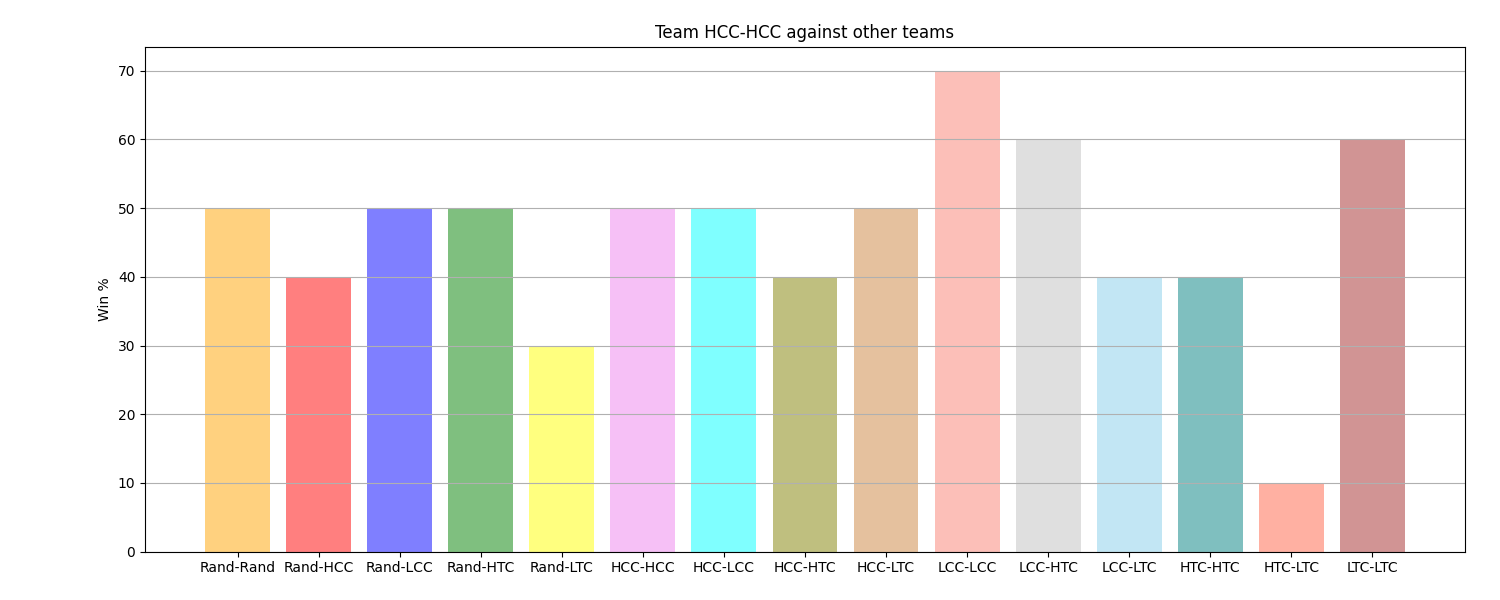 Team HCC-HCC against other teams
Win %
70
60
50
40
30
20
10
0
Rand-Rand Rand-HCC Rand-LCC Rand-HTC Rand-LTC HCC-HCC HCC-LCC HCC-HTC HCC-LTC LCC-LCC LCC-HTC LCC-LTC HTC-HTC HTC-LTC LTC-LTC